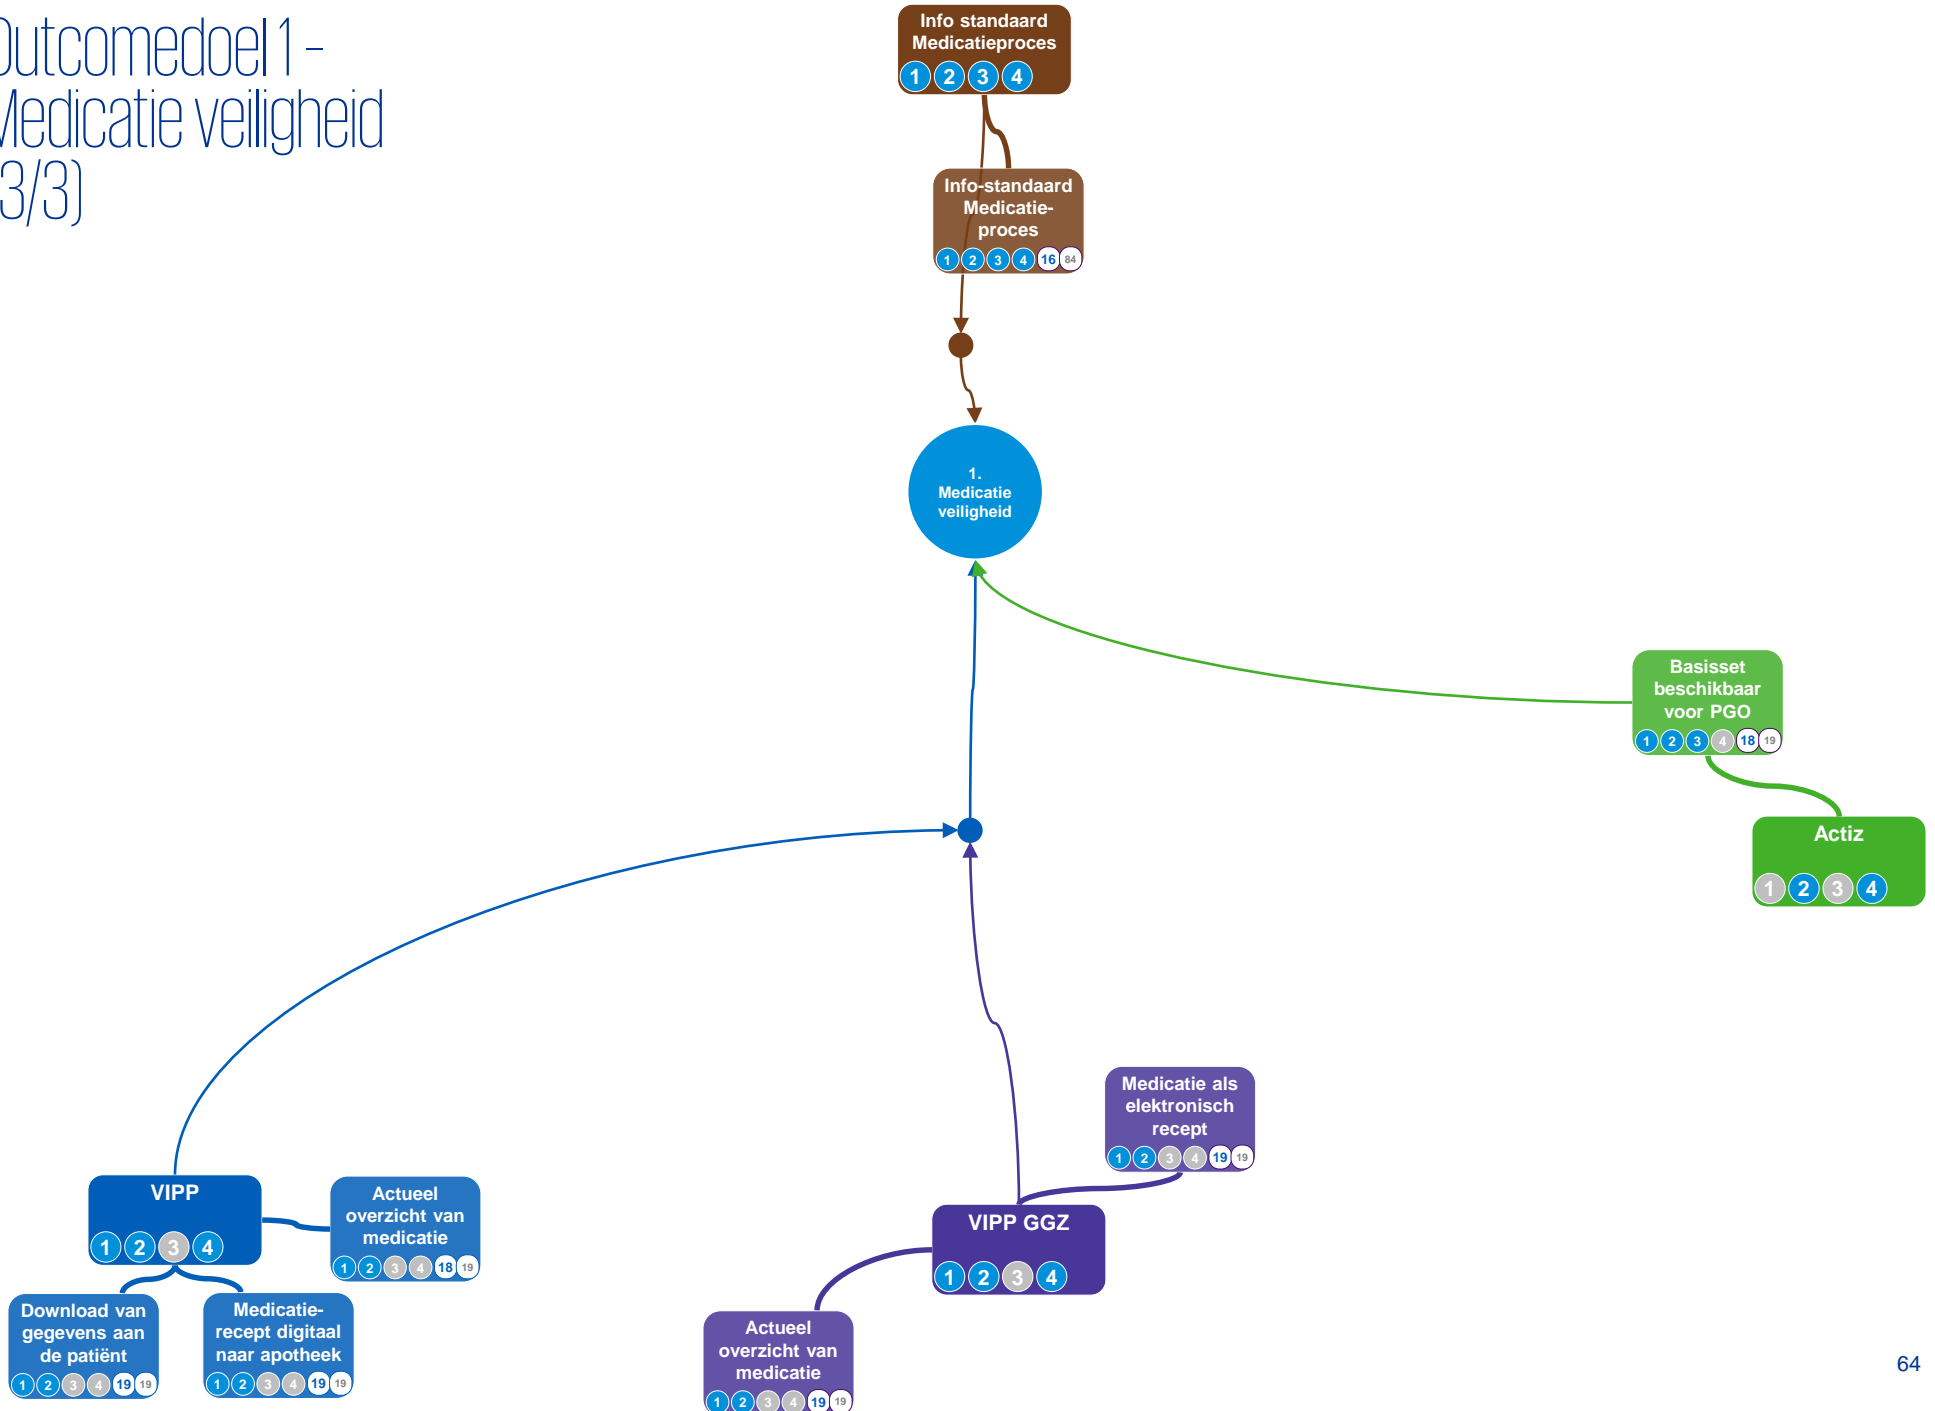 Outcomedoel 1 –
Medicatie veiligheid
(3/3)
Info standaard
Medicatieproces
1 2 3 4
Info-standaard
Medicatie-
proces
1 2 3 4 16 84
1.
Medicatie
veiligheid
Basisset
beschikbaar
voor PGO
1 2 3 4 18 19
Actiz
1 2 3 4
Medicatie als
elektronisch
recept
1 2 3 4 19 19
VIPP
1 2 3 4
Actueel
overzicht van
medicatie
1 2 3 4 18 19
VIPP GGZ
1 2 3 4
Download van
gegevens aan
de patiënt
1 2 3 4 19 19
Medicatie-
recept digitaal
naar apotheek
1 2 3 4 19 19
Actueel
overzicht van
medicatie
1 2 3 4 19 19
64